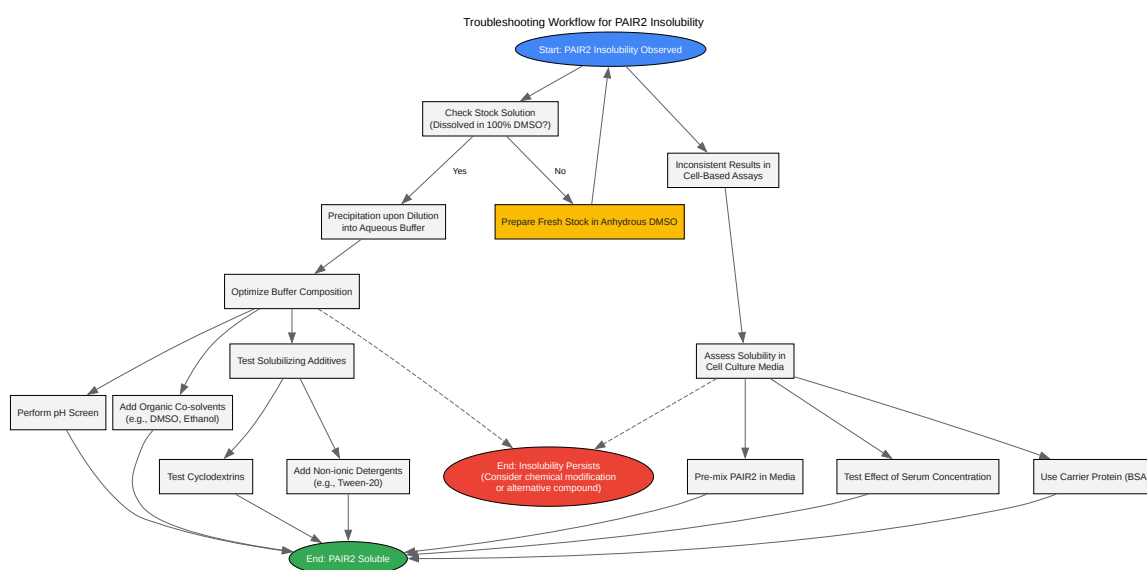 Troubleshooting Workflow for PAIR2 Insolubility
Start: PAIR2 Insolubility Observed
Check Stock Solution
(Dissolved in 100% DMSO?)
Inconsistent Results in
Cell-Based Assays
Yes
No
Precipitation upon Dilution
into Aqueous Buffer
Prepare Fresh Stock in Anhydrous DMSO
Optimize Buffer Composition
Test Solubilizing Additives
Assess Solubility in
Cell Culture Media
Perform pH Screen
Add Organic Co-solvents
(e.g., DMSO, Ethanol)
Test Cyclodextrins
Add Non-ionic Detergents
(e.g., Tween-20)
End: Insolubility Persists
(Consider chemical modification
or alternative compound)
Pre-mix PAIR2 in Media
Test Effect of Serum Concentration
Use Carrier Protein (BSA
End: PAIR2 Soluble